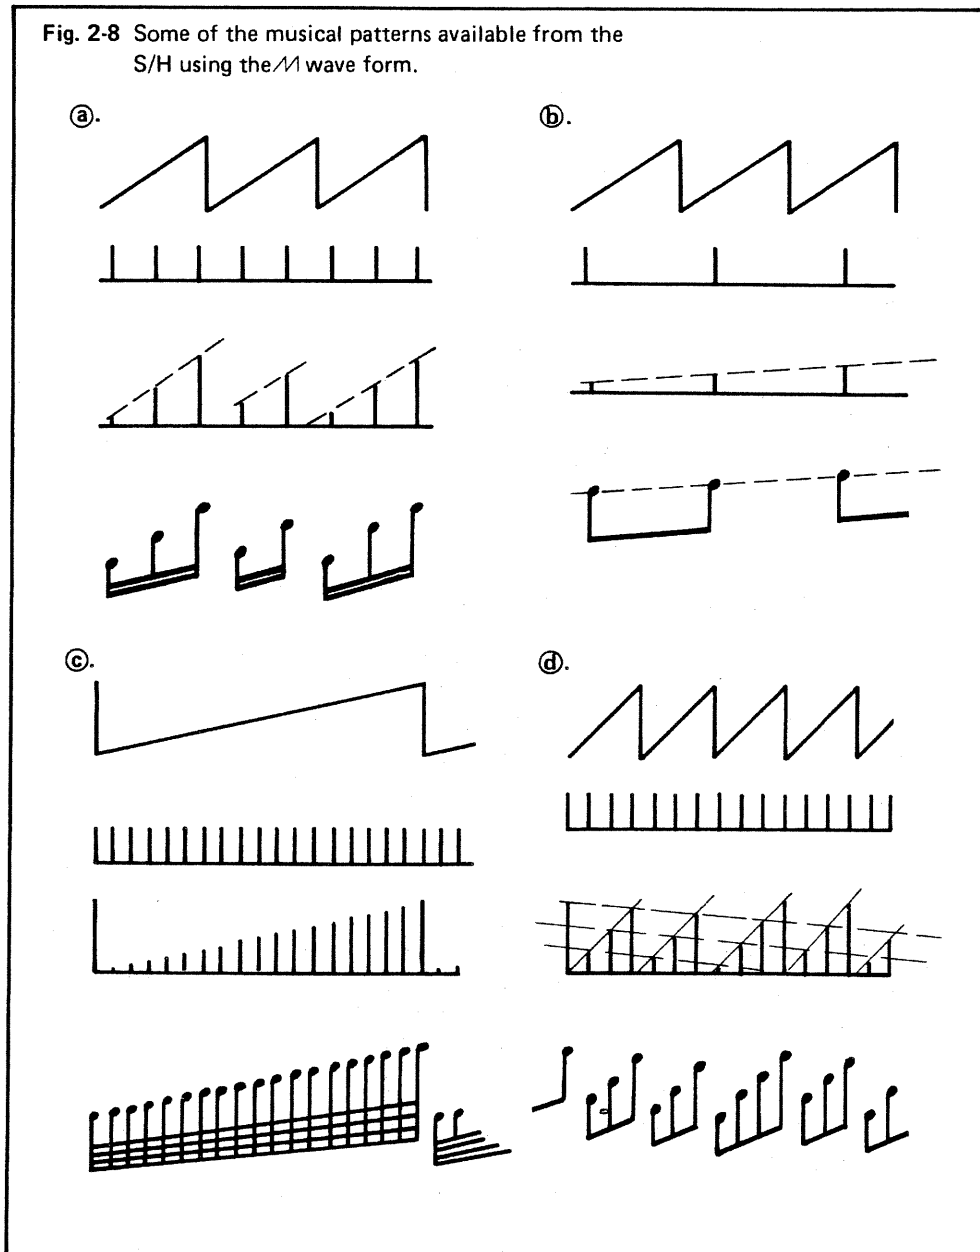 Fig. 2-8 Some of the musical patterns available from the
S/H using the wave form.
ⓐ.
ⓑ.
ⓒ.
ⓓ.